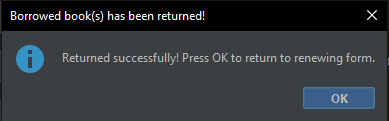 Borrowed book(s) has been returned!
Returned successfully! Press OK to return to renewing form.
OK